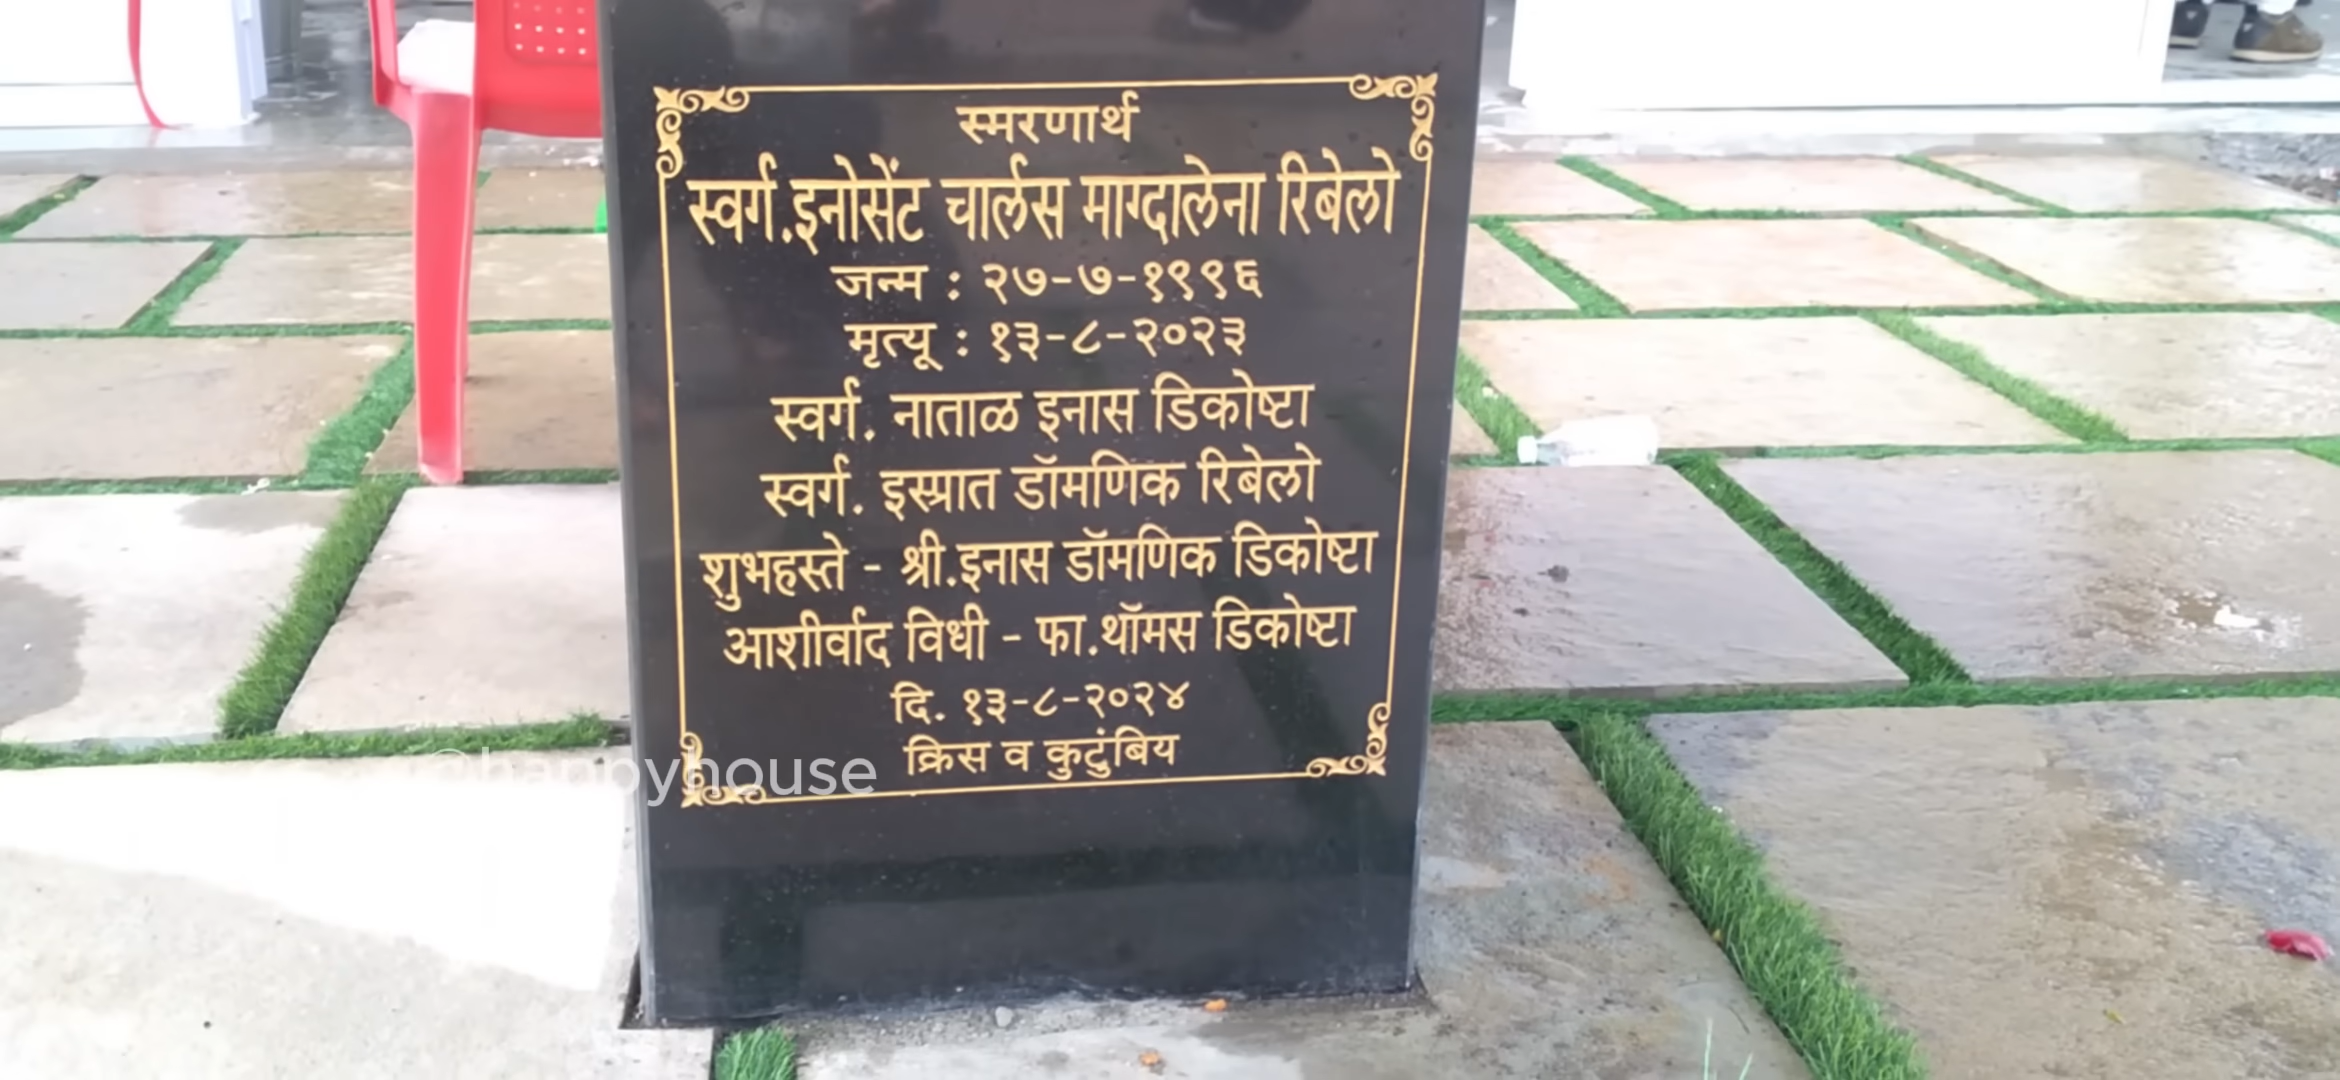 स्मरणार्थ
स्वर्ग.इनोसेंट चार्लस माग्दालेना रिबेलो
जन्म : २७-७-१९९६
मृत्यू : १३-८-२०२३
स्वर्ग. नाताळ इनास डिकोष्टा
स्वर्ग. इस्प्रात डॉमणिक रिबेलो
शुभहस्ते - श्री.इनास डॉमणिक डिकोष्टा
आशीर्वाद विधी - फा.थॉमस डिकोष्टा
दि. १३-८-२०२४
क्रिस व कुटुंबिय
@happyhouse